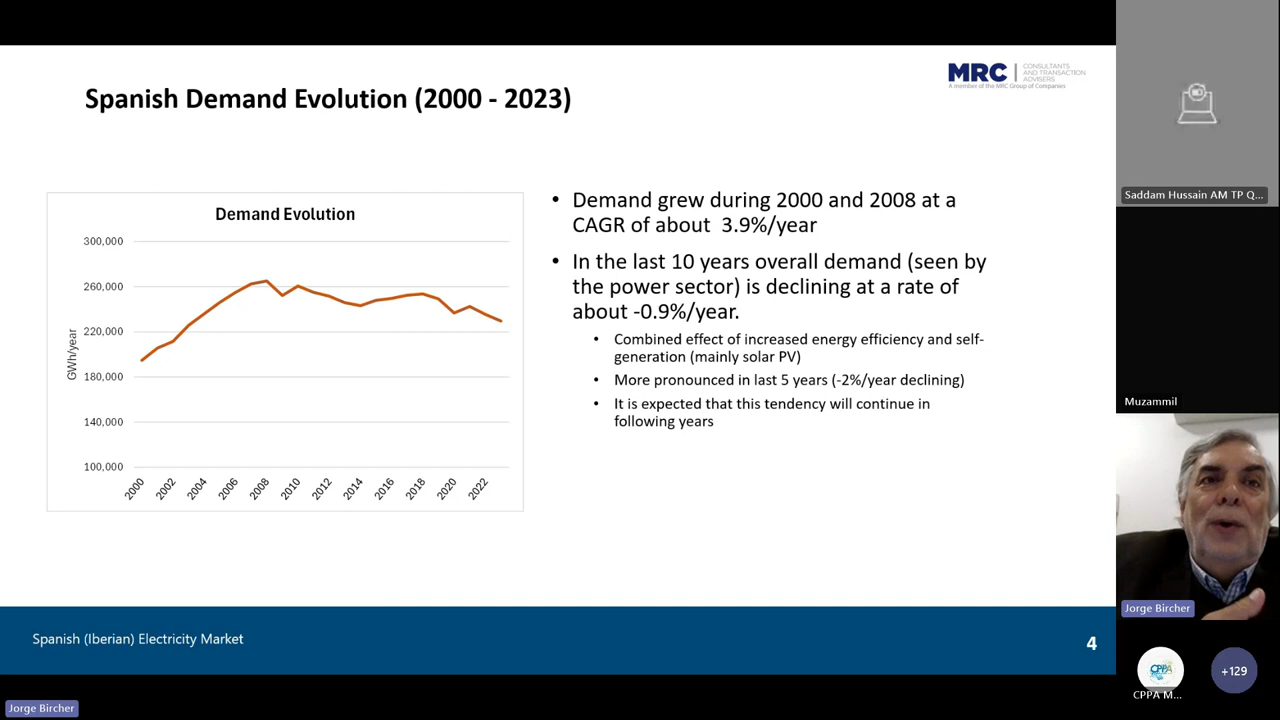 MRC
CONSULTANTS
AND TRANSACTION
ADVISERS
A member of the MRC Group of Companies
Spanish Demand Evolution (2000 - 2023)
Demand Evolution
300,000
260,000
220,000
180,000
140,000
100,000
GWh/year
2000
2002
2004
2006
2008
2010
2012
2014
2016
2018
2020
2022
• Demand grew during 2000 and 2008 at a
CAGR of about 3.9%/year
• In the last 10 years overall demand (seen by
the power sector) is declining at a rate of
about -0.9%/year.
• Combined effect of increased energy efficiency and self-
generation (mainly solar PV)
• More pronounced in last 5 years (-2%/year declining)
• It is expected that this tendency will continue in
following years
Spanish (Iberian) Electricity Market
4
Saddam Hussain AM TP Q...
Muzammil
Jorge Bircher
CPPA
CPPA M...
+129
Jorge Bircher